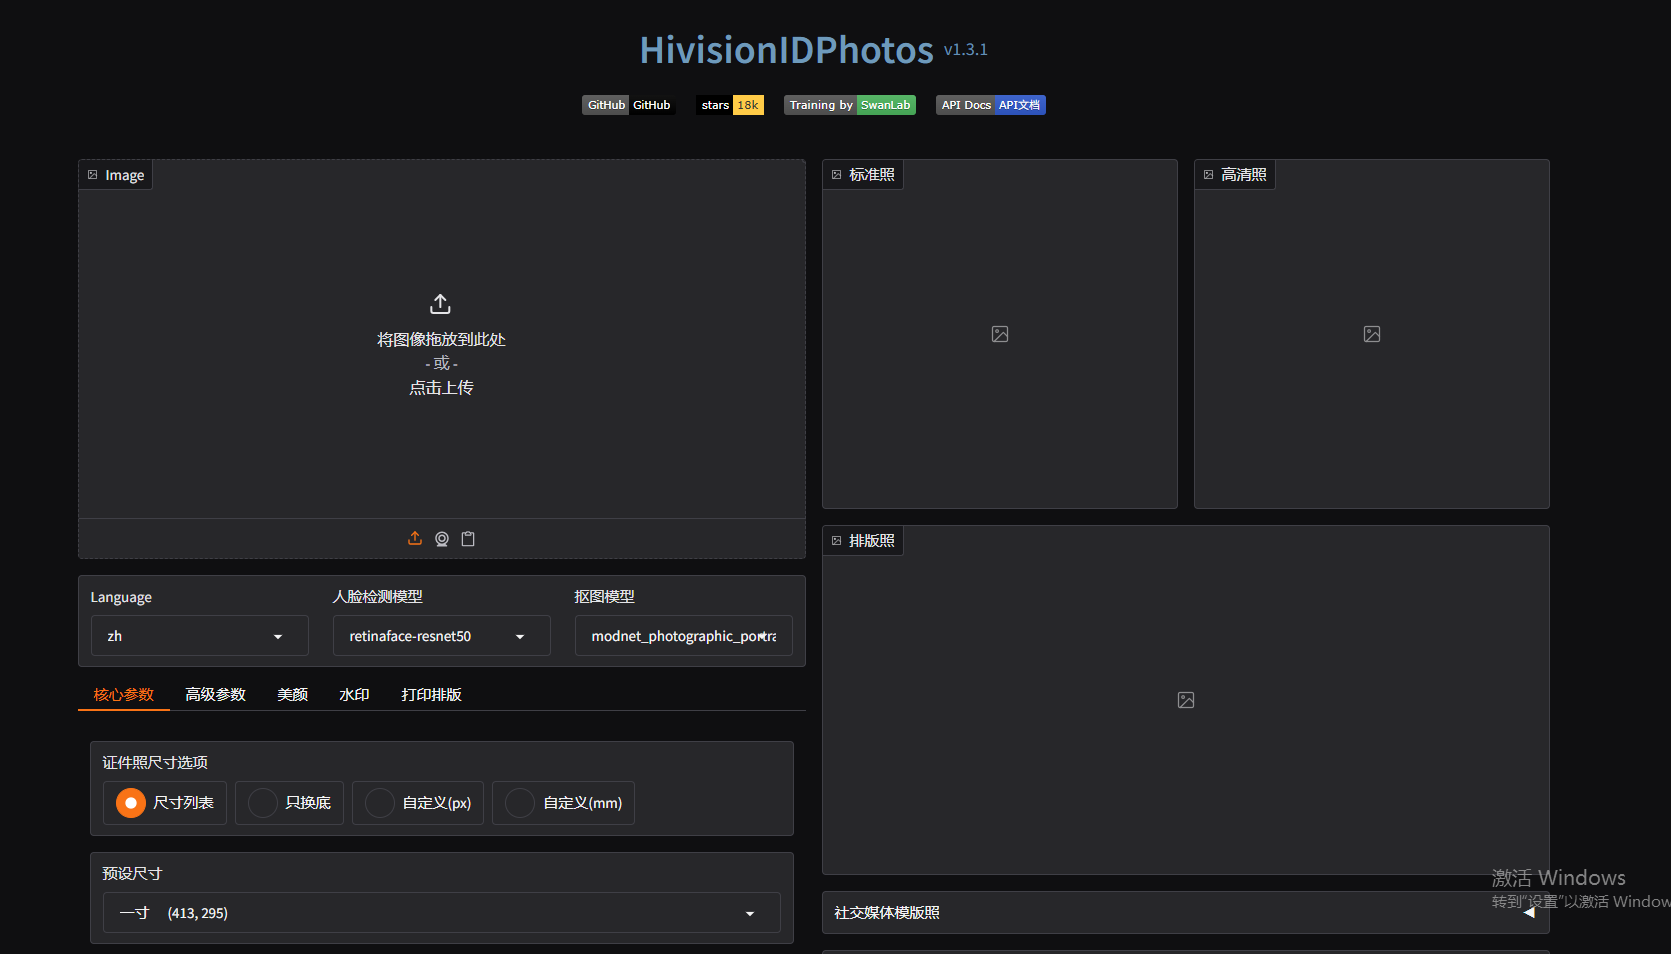 HivisionIDPhotos v1.3.1
GitHub GitHub stars 18k Training by SwanLab API Docs API文档
Image
将图像拖放到此处
- 或 -
点击上传
标准照
高清照
排版照
Language
zh
人脸检测模型
retinaface-resnet50
抠图模型
modnet_photographic_portra
核心参数 高级参数 美颜 水印 打印排版
证件照尺寸选项
尺寸列表 只换底 自定义(px) 自定义(mm)
预设尺寸
一寸 (413, 295)
社交媒体模版照
激活 Windows
转到"设置"以激活 Window